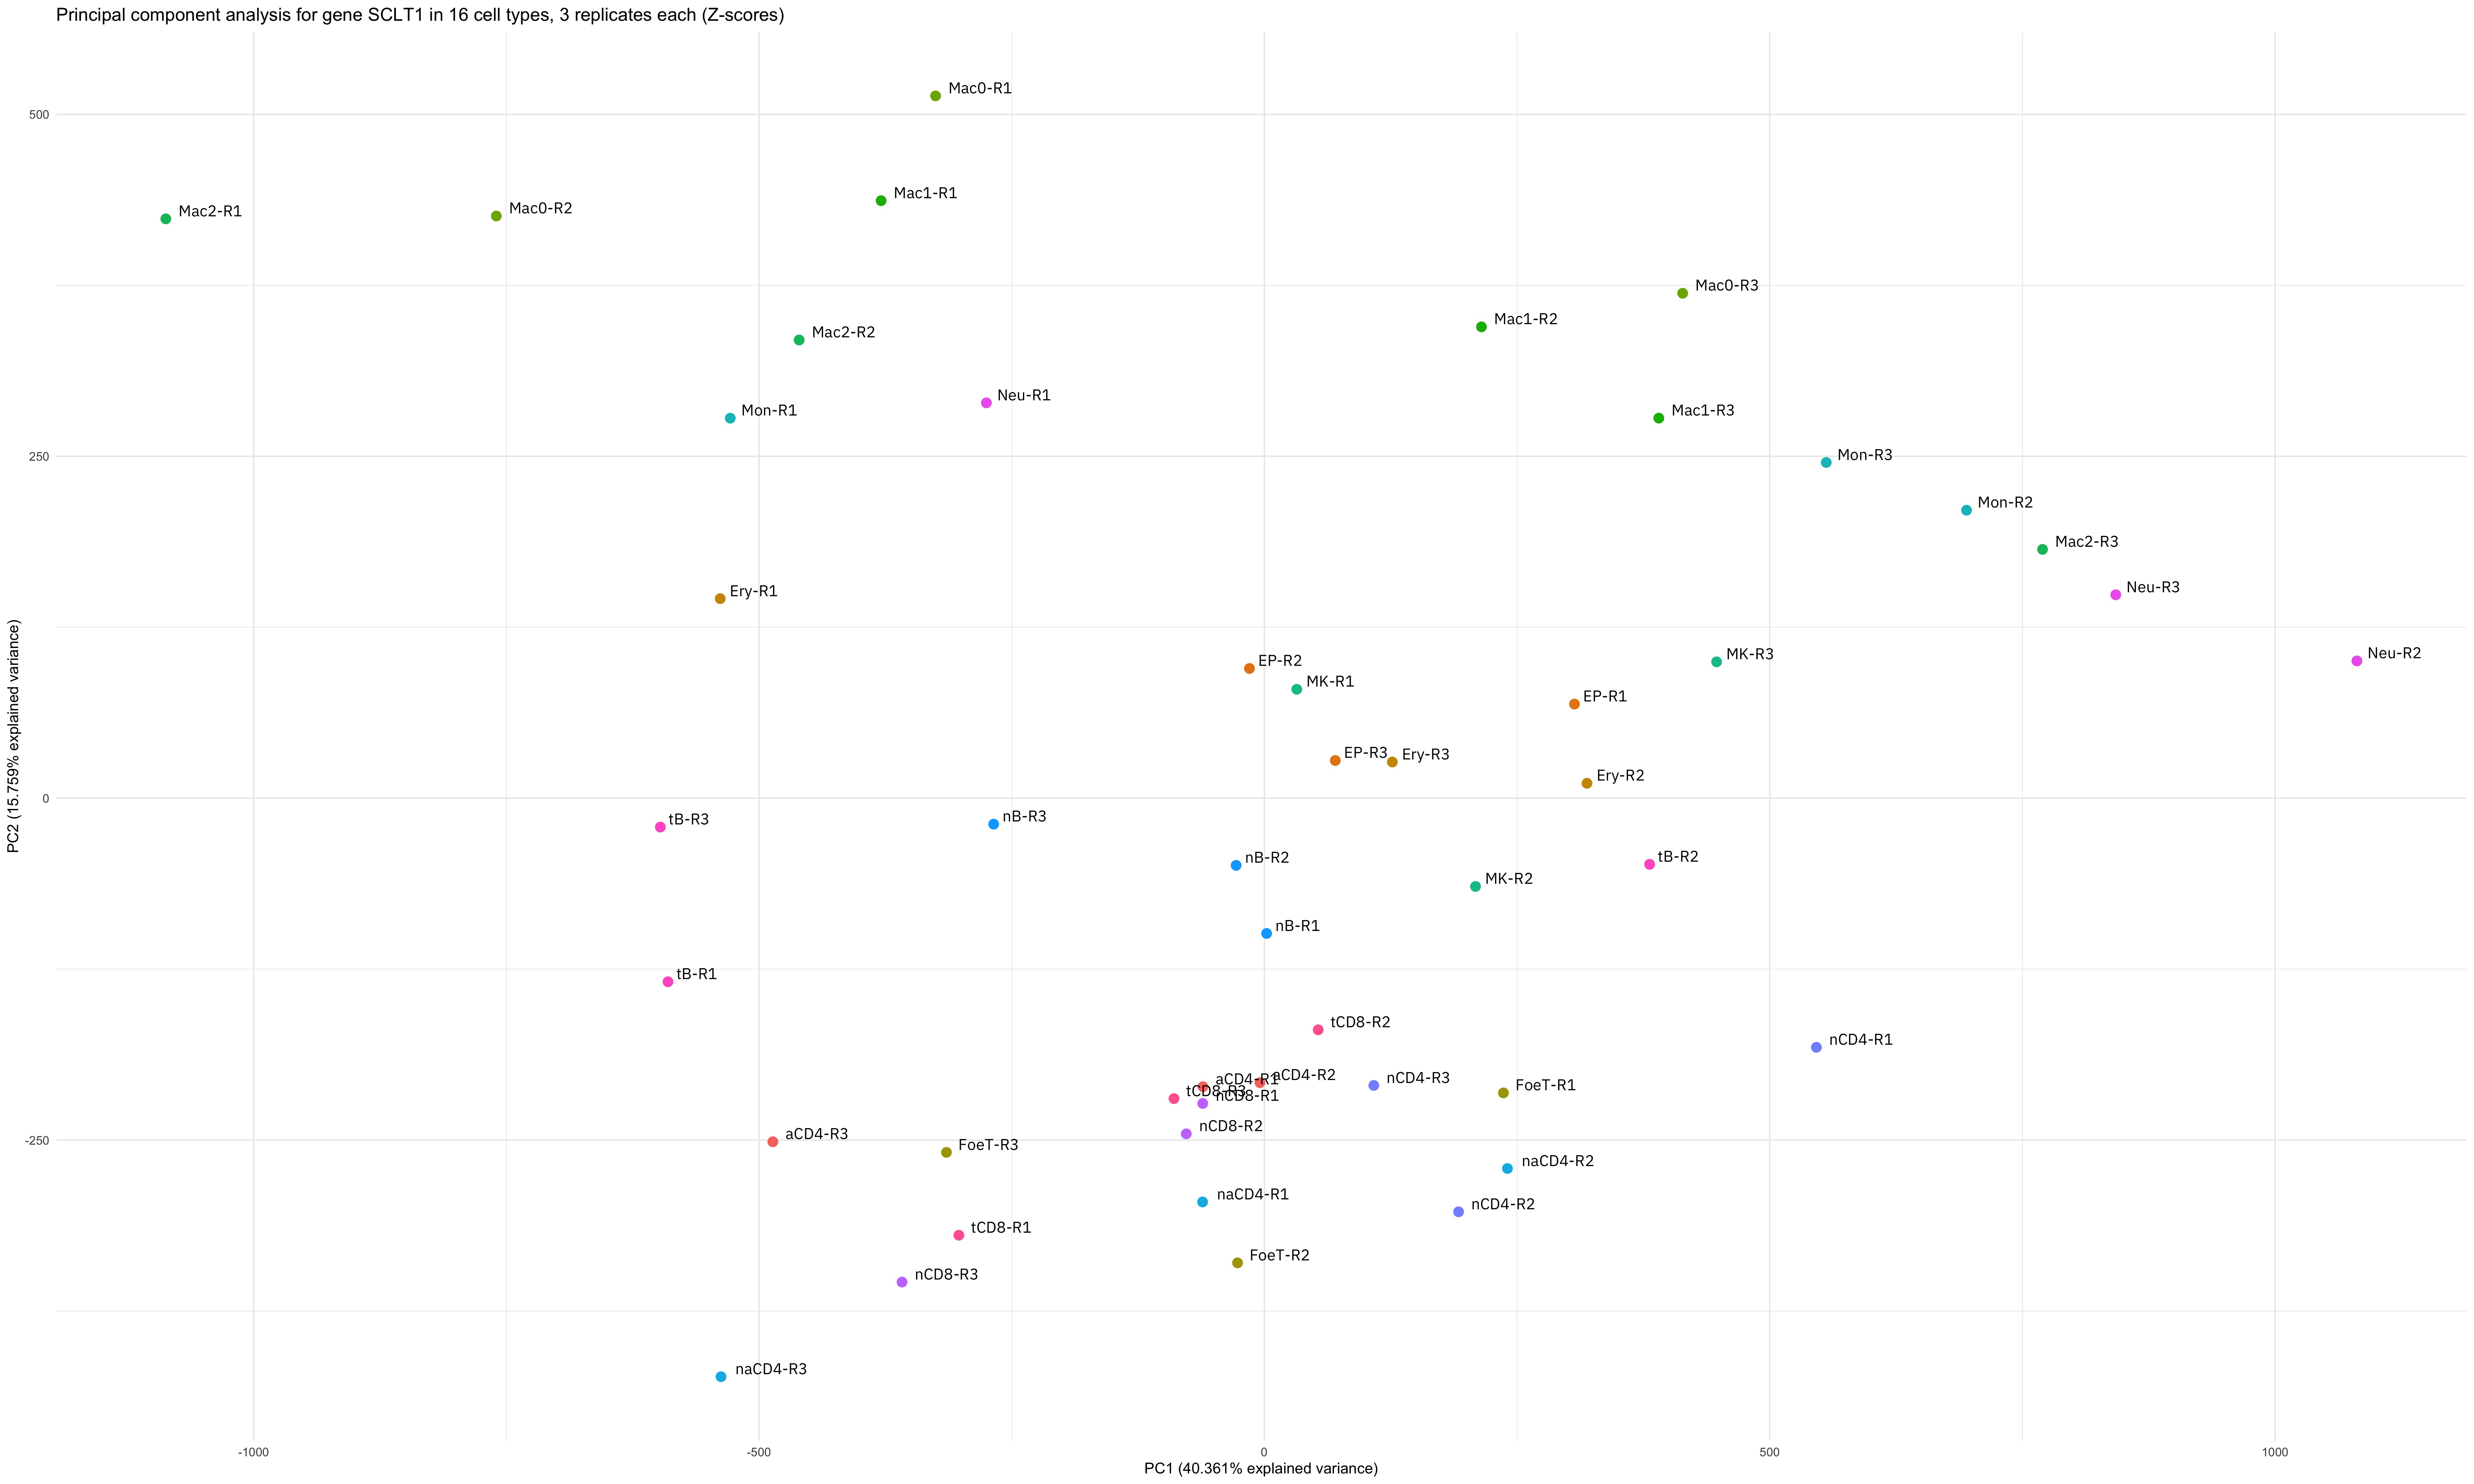 Principal component analysis for gene SCLT1 in 16 cell types, 3 replicates each (Z-scores)
Mac0-R1
500
Mac1-R1
Mac0-R2
Mac2-R1
Mac0-R3
Mac1-R2
Mac2-R2
Neu-R1
Mon-R1
Mac1-R3
250
Mon-R3
Mon-R2
Mac2-R3
Neu-R3
Ery-R1
Neu-R2
MK-R3
EP-R2
MK-R1
EP-R1
EP-R3
Ery-R3
Ery-R2
0
nB-R3
tB-R3
tB-R2
nB-R2
MK-R2
nB-R1
tB-R1
tCD8-R2
nCD4-R1
aCD4-R2
aCD4-R1
nCD4-R3
FoeT-R1
tCD8-R3
nCD8-R1
nCD8-R2
aCD4-R3
-250
FoeT-R3
naCD4-R2
naCD4-R1
nCD4-R2
tCD8-R1
FoeT-R2
nCD8-R3
naCD4-R3
-1000
-500
0
500
1000
PC1 (40.361% explained variance)
PC2 (15.759% explained variance)